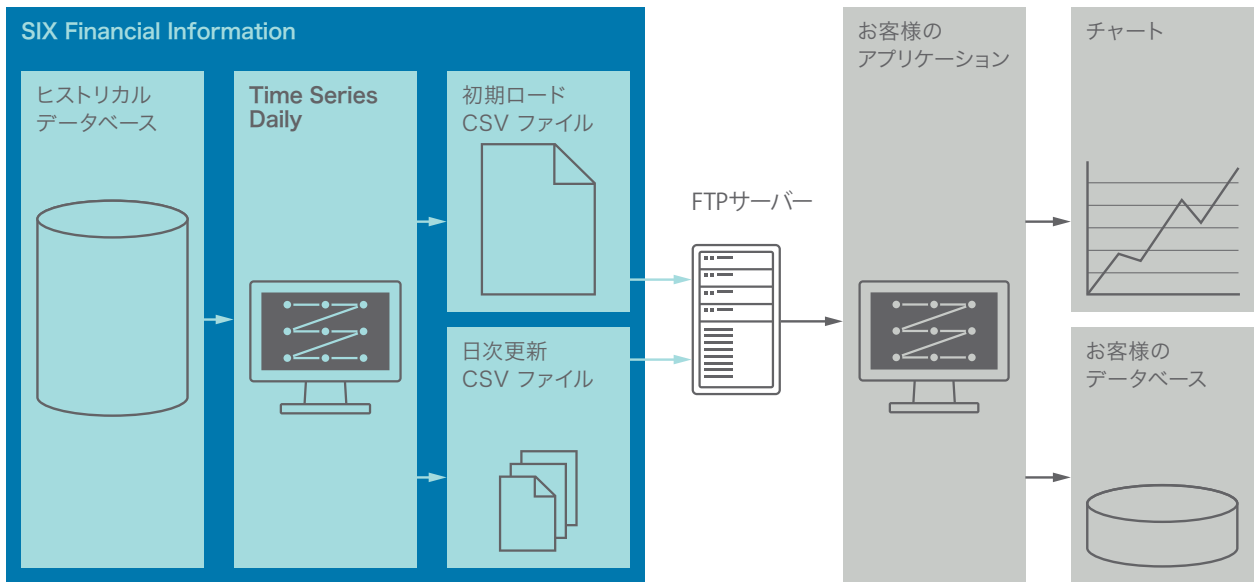 SIX Financial Information
ヒストリカル
データベース
Time Series
Daily
初期ロード
CSV ファイル
日次更新
CSV ファイル
FTPサーバー
お客様の
アプリケーション
チャート
お客様の
データベース